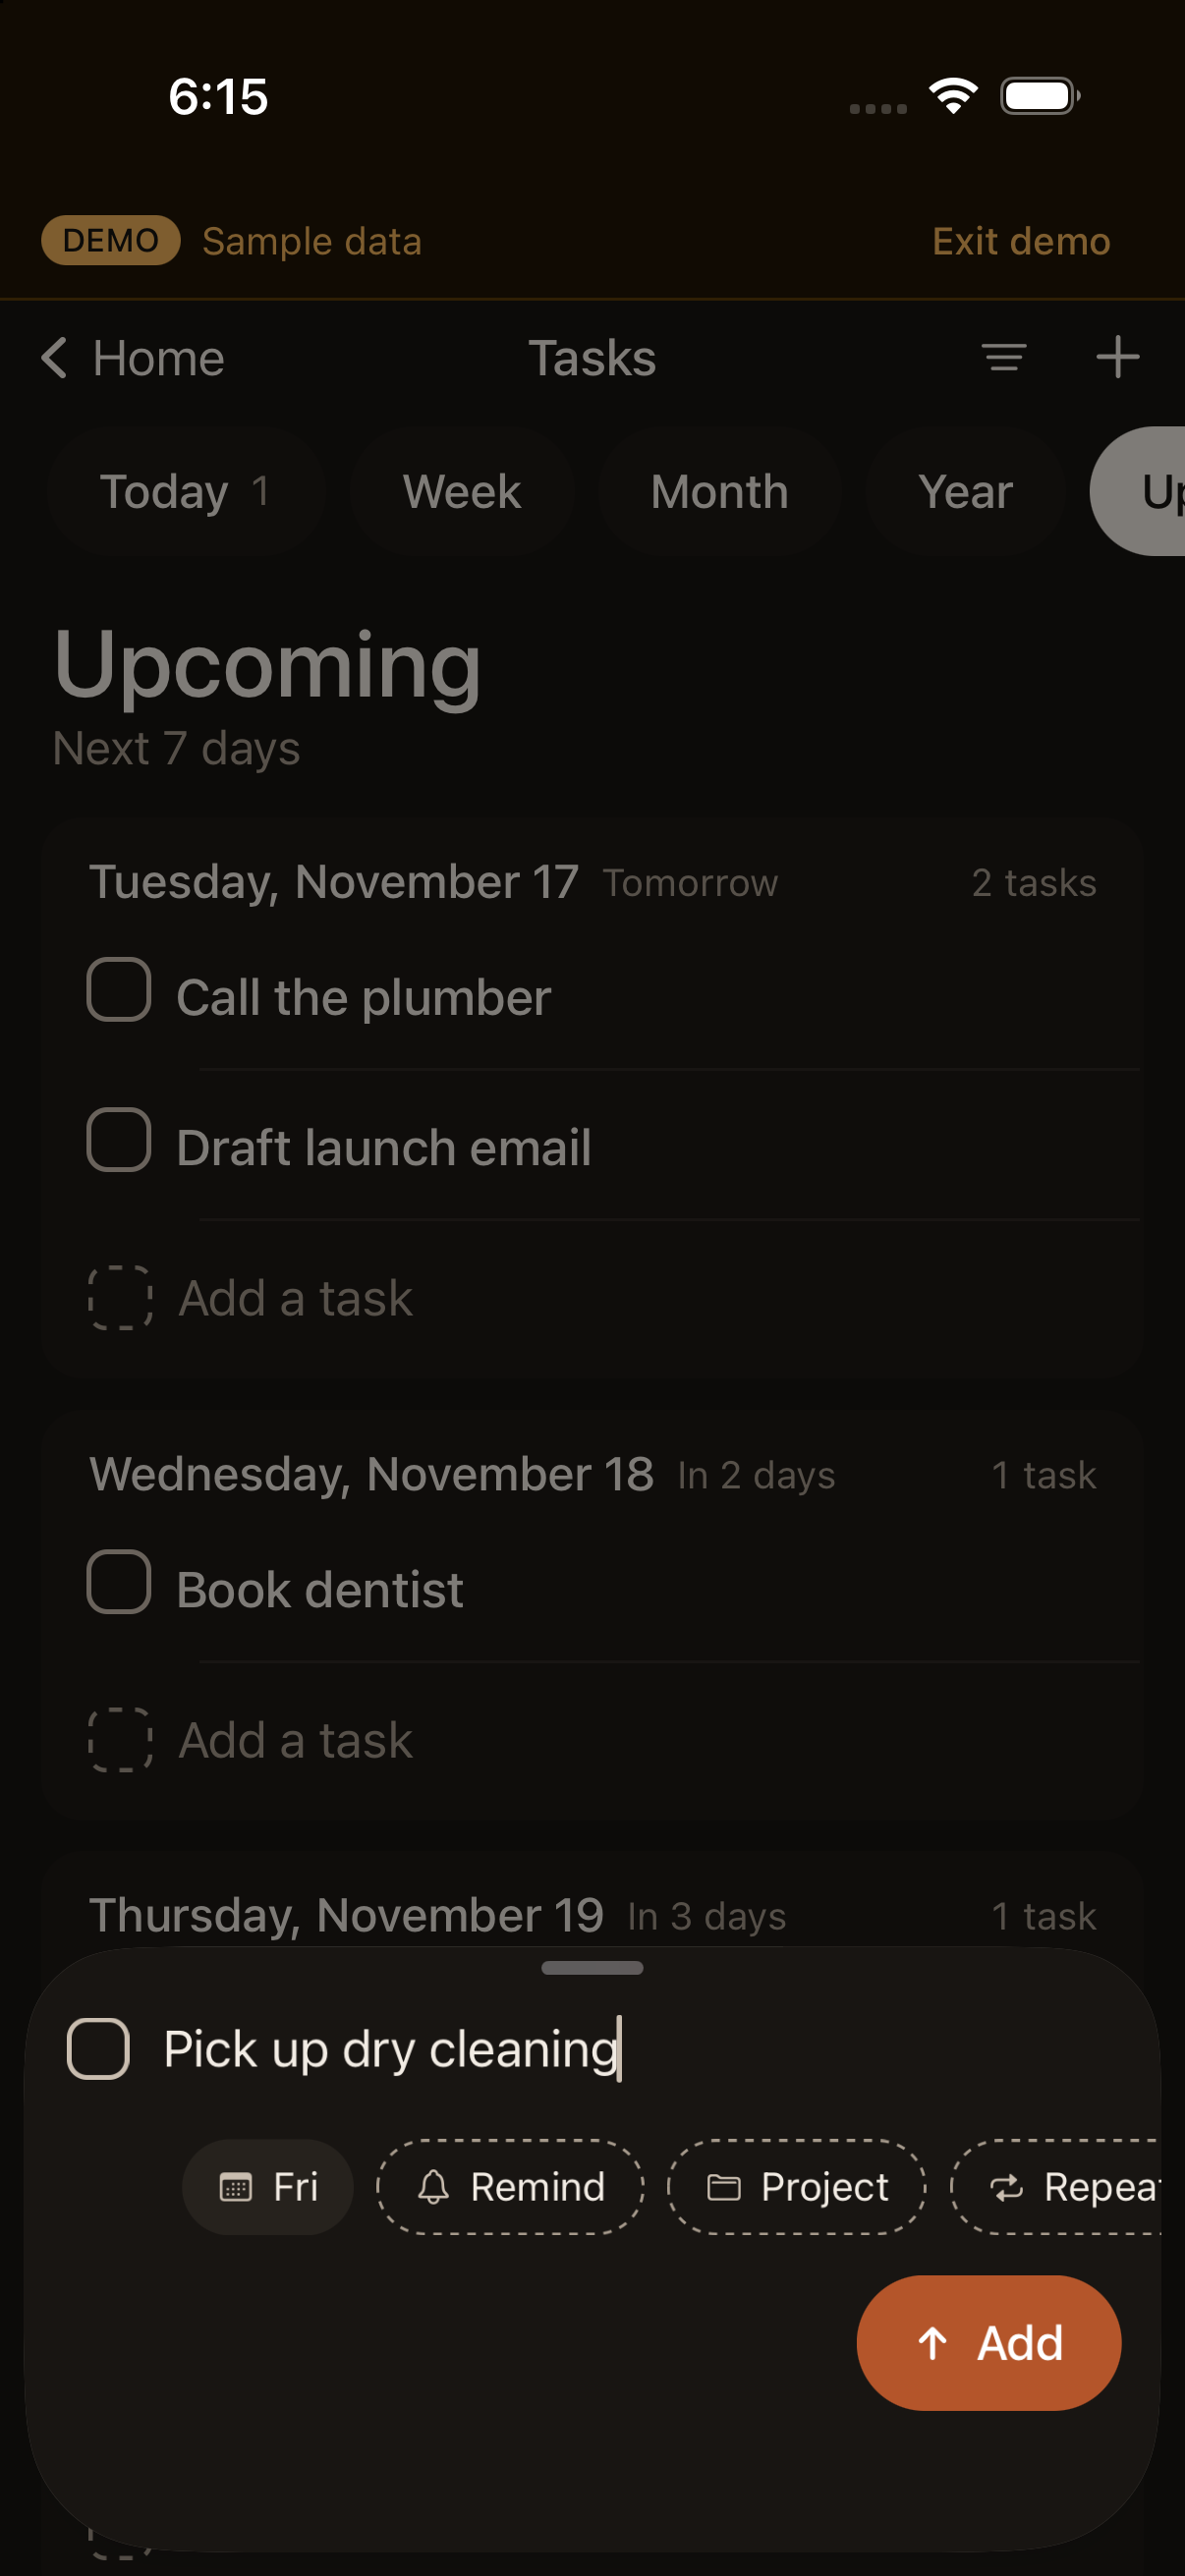 6:15
DEMO Sample data Exit demo
Home Tasks
Today 1 Week Month Year Up
Upcoming
Next 7 days
Tuesday, November 17 Tomorrow 2 tasks
Call the plumber
Draft launch email
Add a task
Wednesday, November 18 In 2 days 1 task
Book dentist
Add a task
Thursday, November 19 In 3 days 1 task
Pick up dry cleaning
Fri Remind Project Repeat
Add